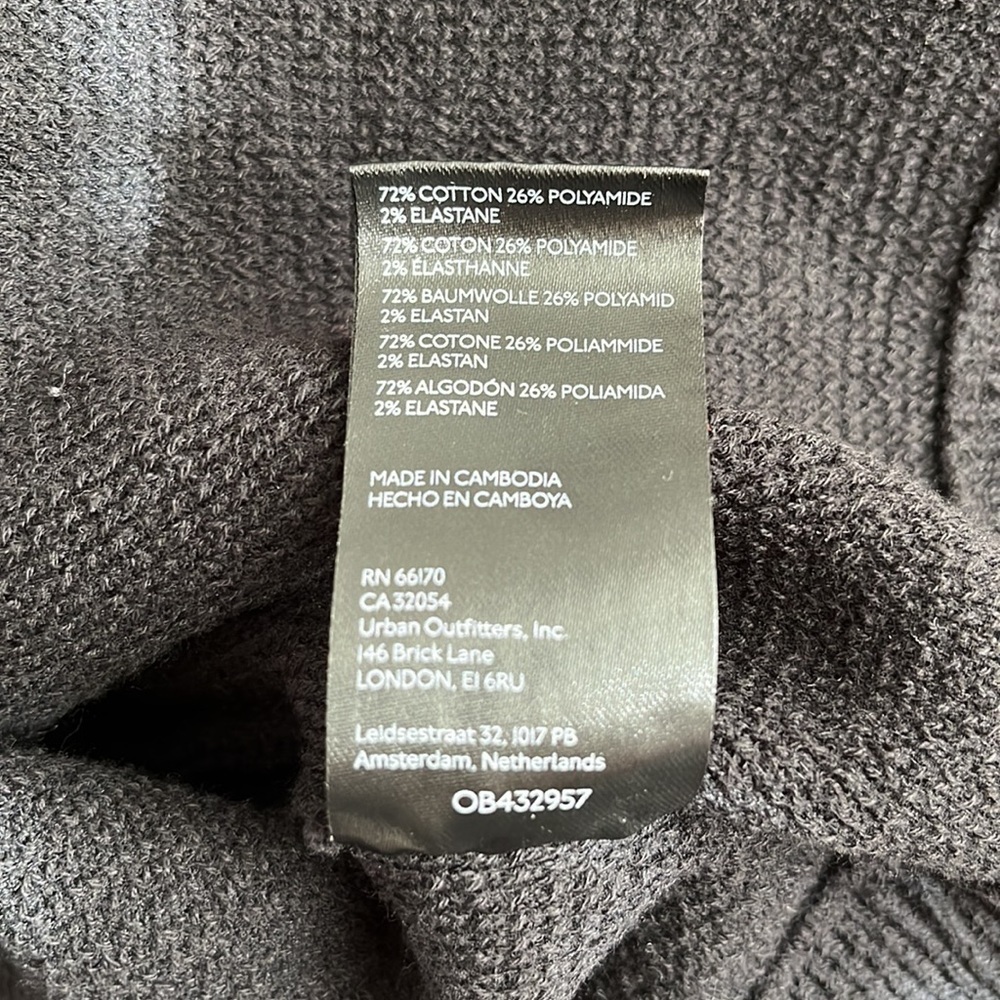 72% COTTON 26% POLYAMIDE
2% ELASTANE
72% COTON 26% POLYAMIDE
2% ÉLASTHANNE
72% BAUMWOLLE 26% POLYAMID
2% ELASTAN
72% COTONE 26% POLIAMMIDE
2% ELASTAN
72% ALGODÓN 26% POLIAMIDA
2% ELASTANE
MADE IN CAMBODIA
HECHO EN CAMBOYA
RN 66170
CA 32054
Urban Outfitters, Inc.
146 Brick Lane
LONDON, E1 6RU
Leidsestraat 32, 1017 PB
Amsterdam, Netherlands
OB432957